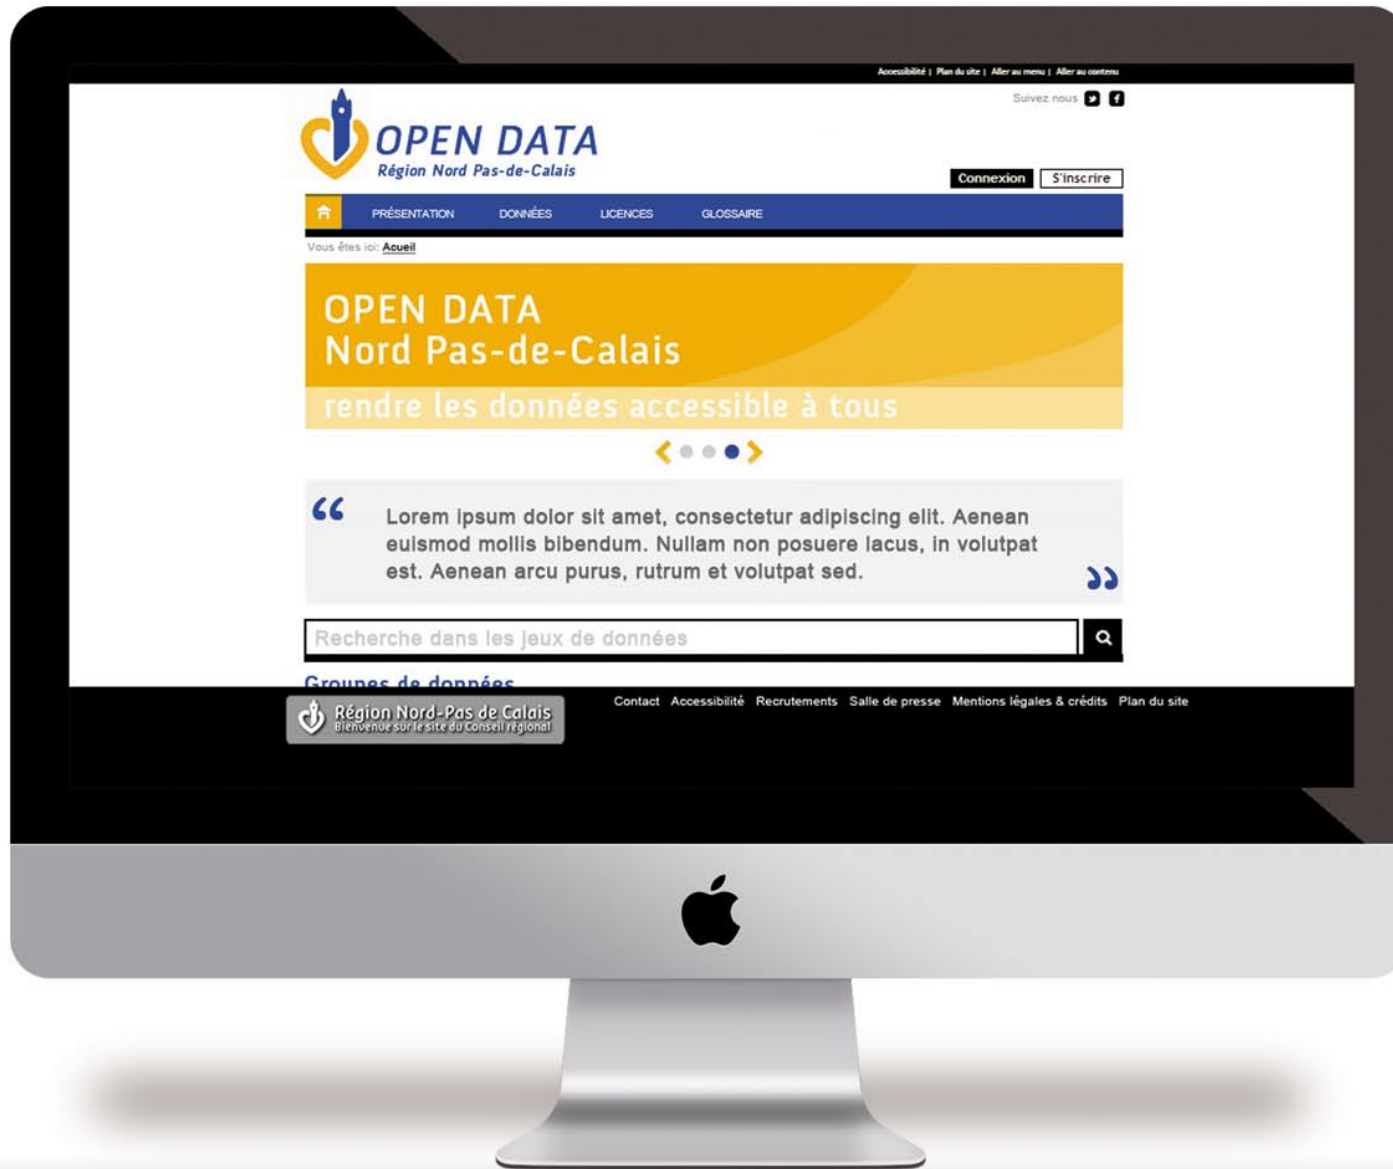 Accessibilité | Plan du site | Aller au menu | Aller au contenu
Suivez nous
OPEN DATA
Région Nord Pas-de-Calais
Connexion S'inscrire
PRÉSENTATION DONNÉES LICENCES GLOSSAIRE
Vous êtes ici: Acueil
OPEN DATA
Nord Pas-de-Calais
rendre les données accessible à tous
“ Lorem ipsum dolor sit amet, consectetur adipiscing elit. Aenean
euismod mollis bibendum. Nullam non posuere lacus, in volutpat
est. Aenean arcu purus, rutrum et volutpat sed. ”
Recherche dans les jeux de données
Groupes de données
Région Nord-Pas de Calais
Bienvenue sur le site du Conseil régional
Contact Accessibilité Recrutements Salle de presse Mentions légales & crédits Plan du site